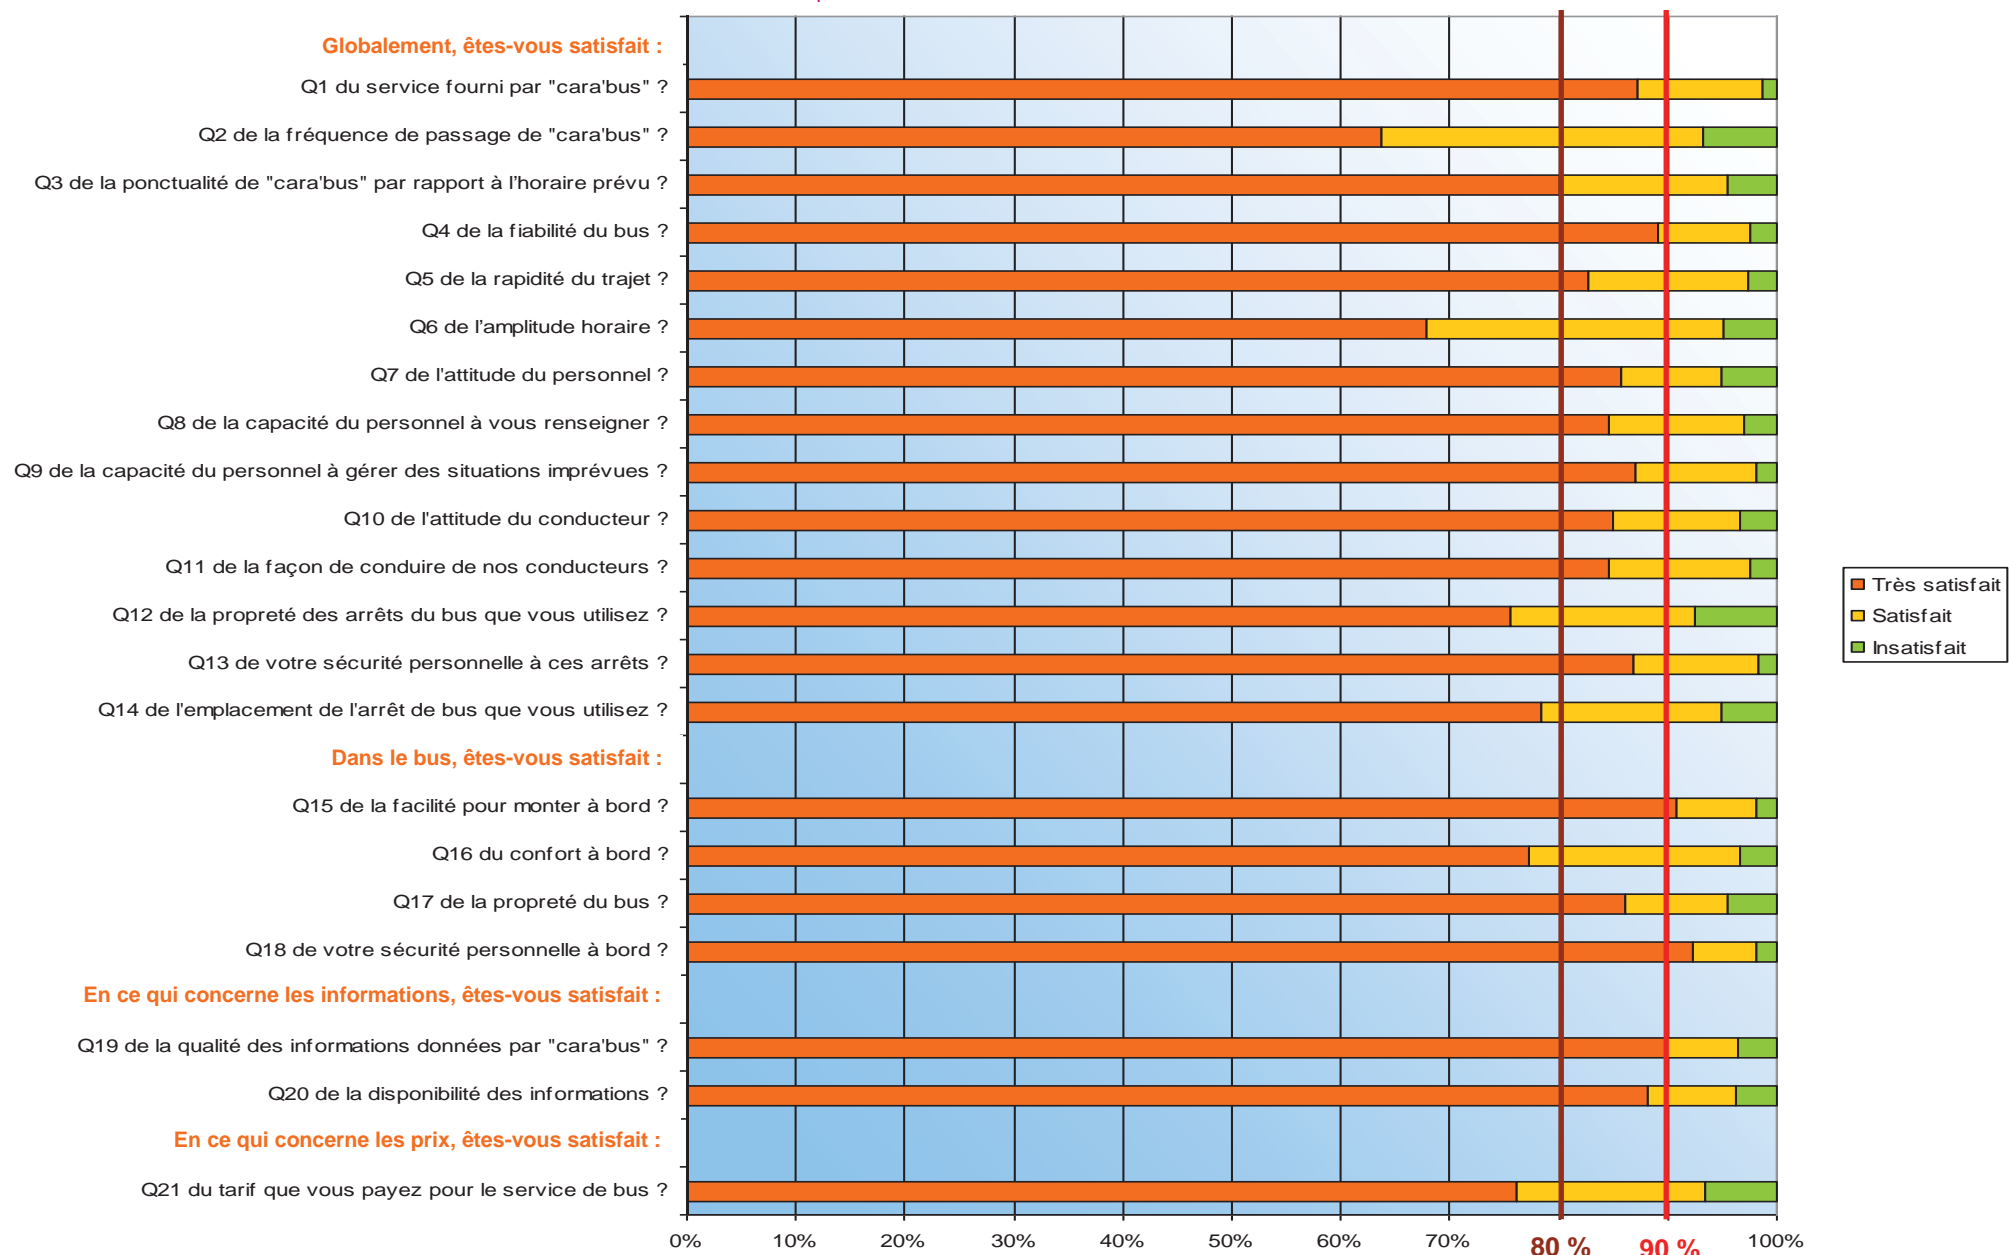 Globalement, êtes-vous satisfait :
Q1 du service fourni par "cara'bus" ?
Q2 de la fréquence de passage de "cara'bus" ?
Q3 de la ponctualité de "cara'bus" par rapport à l'horaire prévu ?
Q4 de la fiabilité du bus ?
Q5 de la rapidité du trajet ?
Q6 de l'amplitude horaire ?
Q7 de l'attitude du personnel ?
Q8 de la capacité du personnel à vous renseigner ?
Q9 de la capacité du personnel à gérer des situations imprévues ?
Q10 de l'attitude du conducteur ?
Q11 de la façon de conduire de nos conducteurs ?
Q12 de la propreté des arrêts du bus que vous utilisez ?
Q13 de votre sécurité personnelle à ces arrêts ?
Q14 de l'emplacement de l'arrêt de bus que vous utilisez ?
Dans le bus, êtes-vous satisfait :
Q15 de la facilité pour monter à bord ?
Q16 du confort à bord ?
Q17 de la propreté du bus ?
Q18 de votre sécurité personnelle à bord ?
En ce qui concerne les informations, êtes-vous satisfait :
Q19 de la qualité des informations données par "cara'bus" ?
Q20 de la disponibilité des informations ?
En ce qui concerne les prix, êtes-vous satisfait :
Q21 du tarif que vous payez pour le service de bus ?
0% 10% 20% 30% 40% 50% 60% 70% 80 % 90 % 100%
Très satisfait
Satisfait
Insatisfait